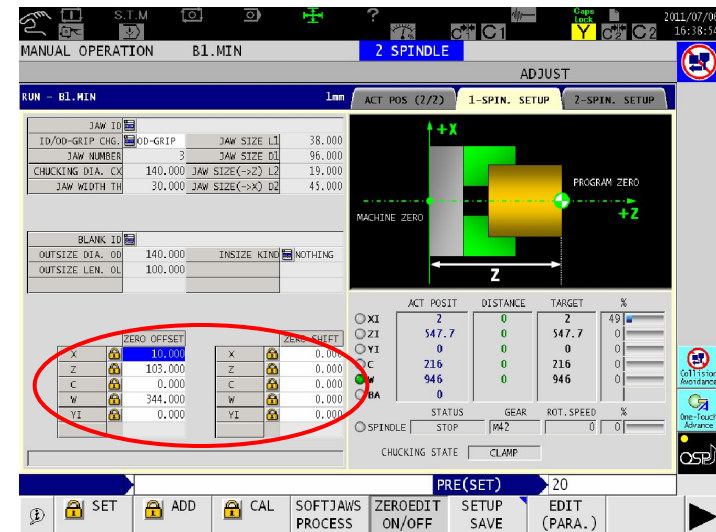 S.T.M
?
Caps Lock
2011/07/06
C1
Y
C2
16:38:54
MANUAL OPERATION B1.MIN 2 SPINDLE
ADJUST
RUN - B1.MIN 1mm
ACT POS (2/2) 1-SPIN. SETUP 2-SPIN. SETUP
JAW ID
ID/OD-GRIP CHG. OD-GRIP JAW SIZE L1 38.000
JAW NUMBER 3 JAW SIZE D1 96.000
CHUCKING DIA. CX 140.000 JAW SIZE(->Z) L2 19.000
JAW WIDTH TH 30.000 JAW SIZE(->X) D2 45.000
BLANK ID
OUTSIZE DIA. OD 140.000 INSIZE KIND NOTHING
OUTSIZE LEN. OL 100.000
ZERO OFFSET ZERO SHIFT
X 10.000 X 0.000
Z 103.000 Z 0.000
C 0.000 C 0.000
W 344.000 W 0.000
YI 0.000 YI 0.000
+X
PROGRAM ZERO
MACHINE ZERO
+Z
Z
ACT POSIT DISTANCE TARGET %
XI 2 0 2 49
ZI 547.7 0 547.7 0
YI 0 0 0 0
C 216 0 216 0
W 946 0 946 0
BA 0
STATUS GEAR ROT.SPEED %
SPINDLE STOP M42 0 0
CHUCKING STATE CLAMP
Collision Avoidance
One-Touch Advance
OSP
PRE(SET) 20
SET ADD CAL SOFTJAWS PROCESS ZEROEDIT ON/OFF SETUP SAVE EDIT (PARA.)